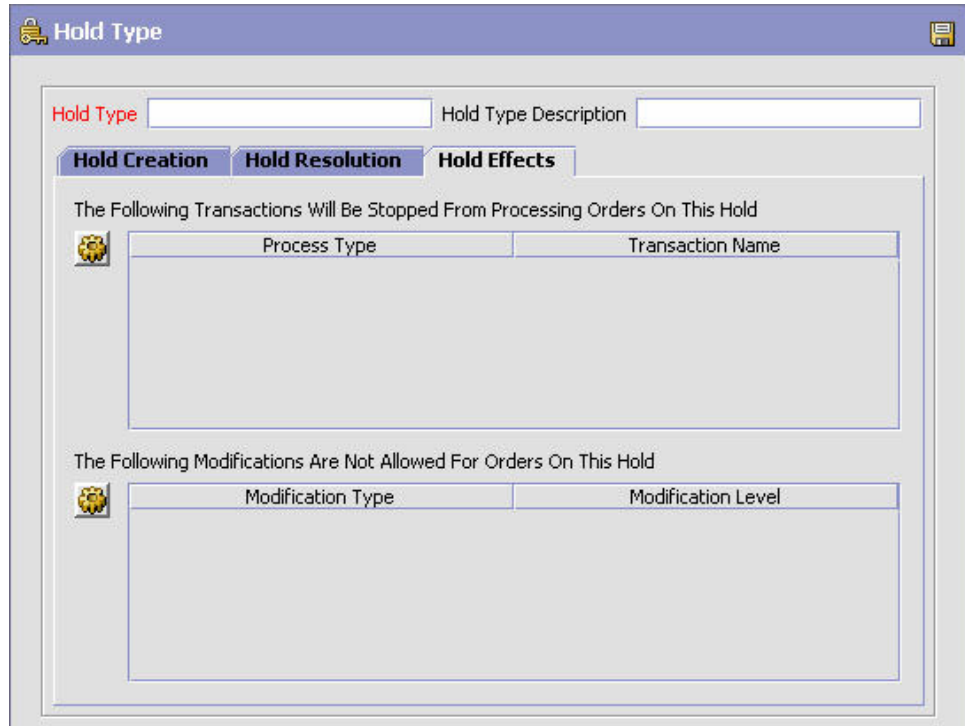 Hold Type
Hold Type Hold Type Description
Hold Creation Hold Resolution Hold Effects
The Following Transactions Will Be Stopped From Processing Orders On This Hold
Process Type Transaction Name
The Following Modifications Are Not Allowed For Orders On This Hold
Modification Type Modification Level